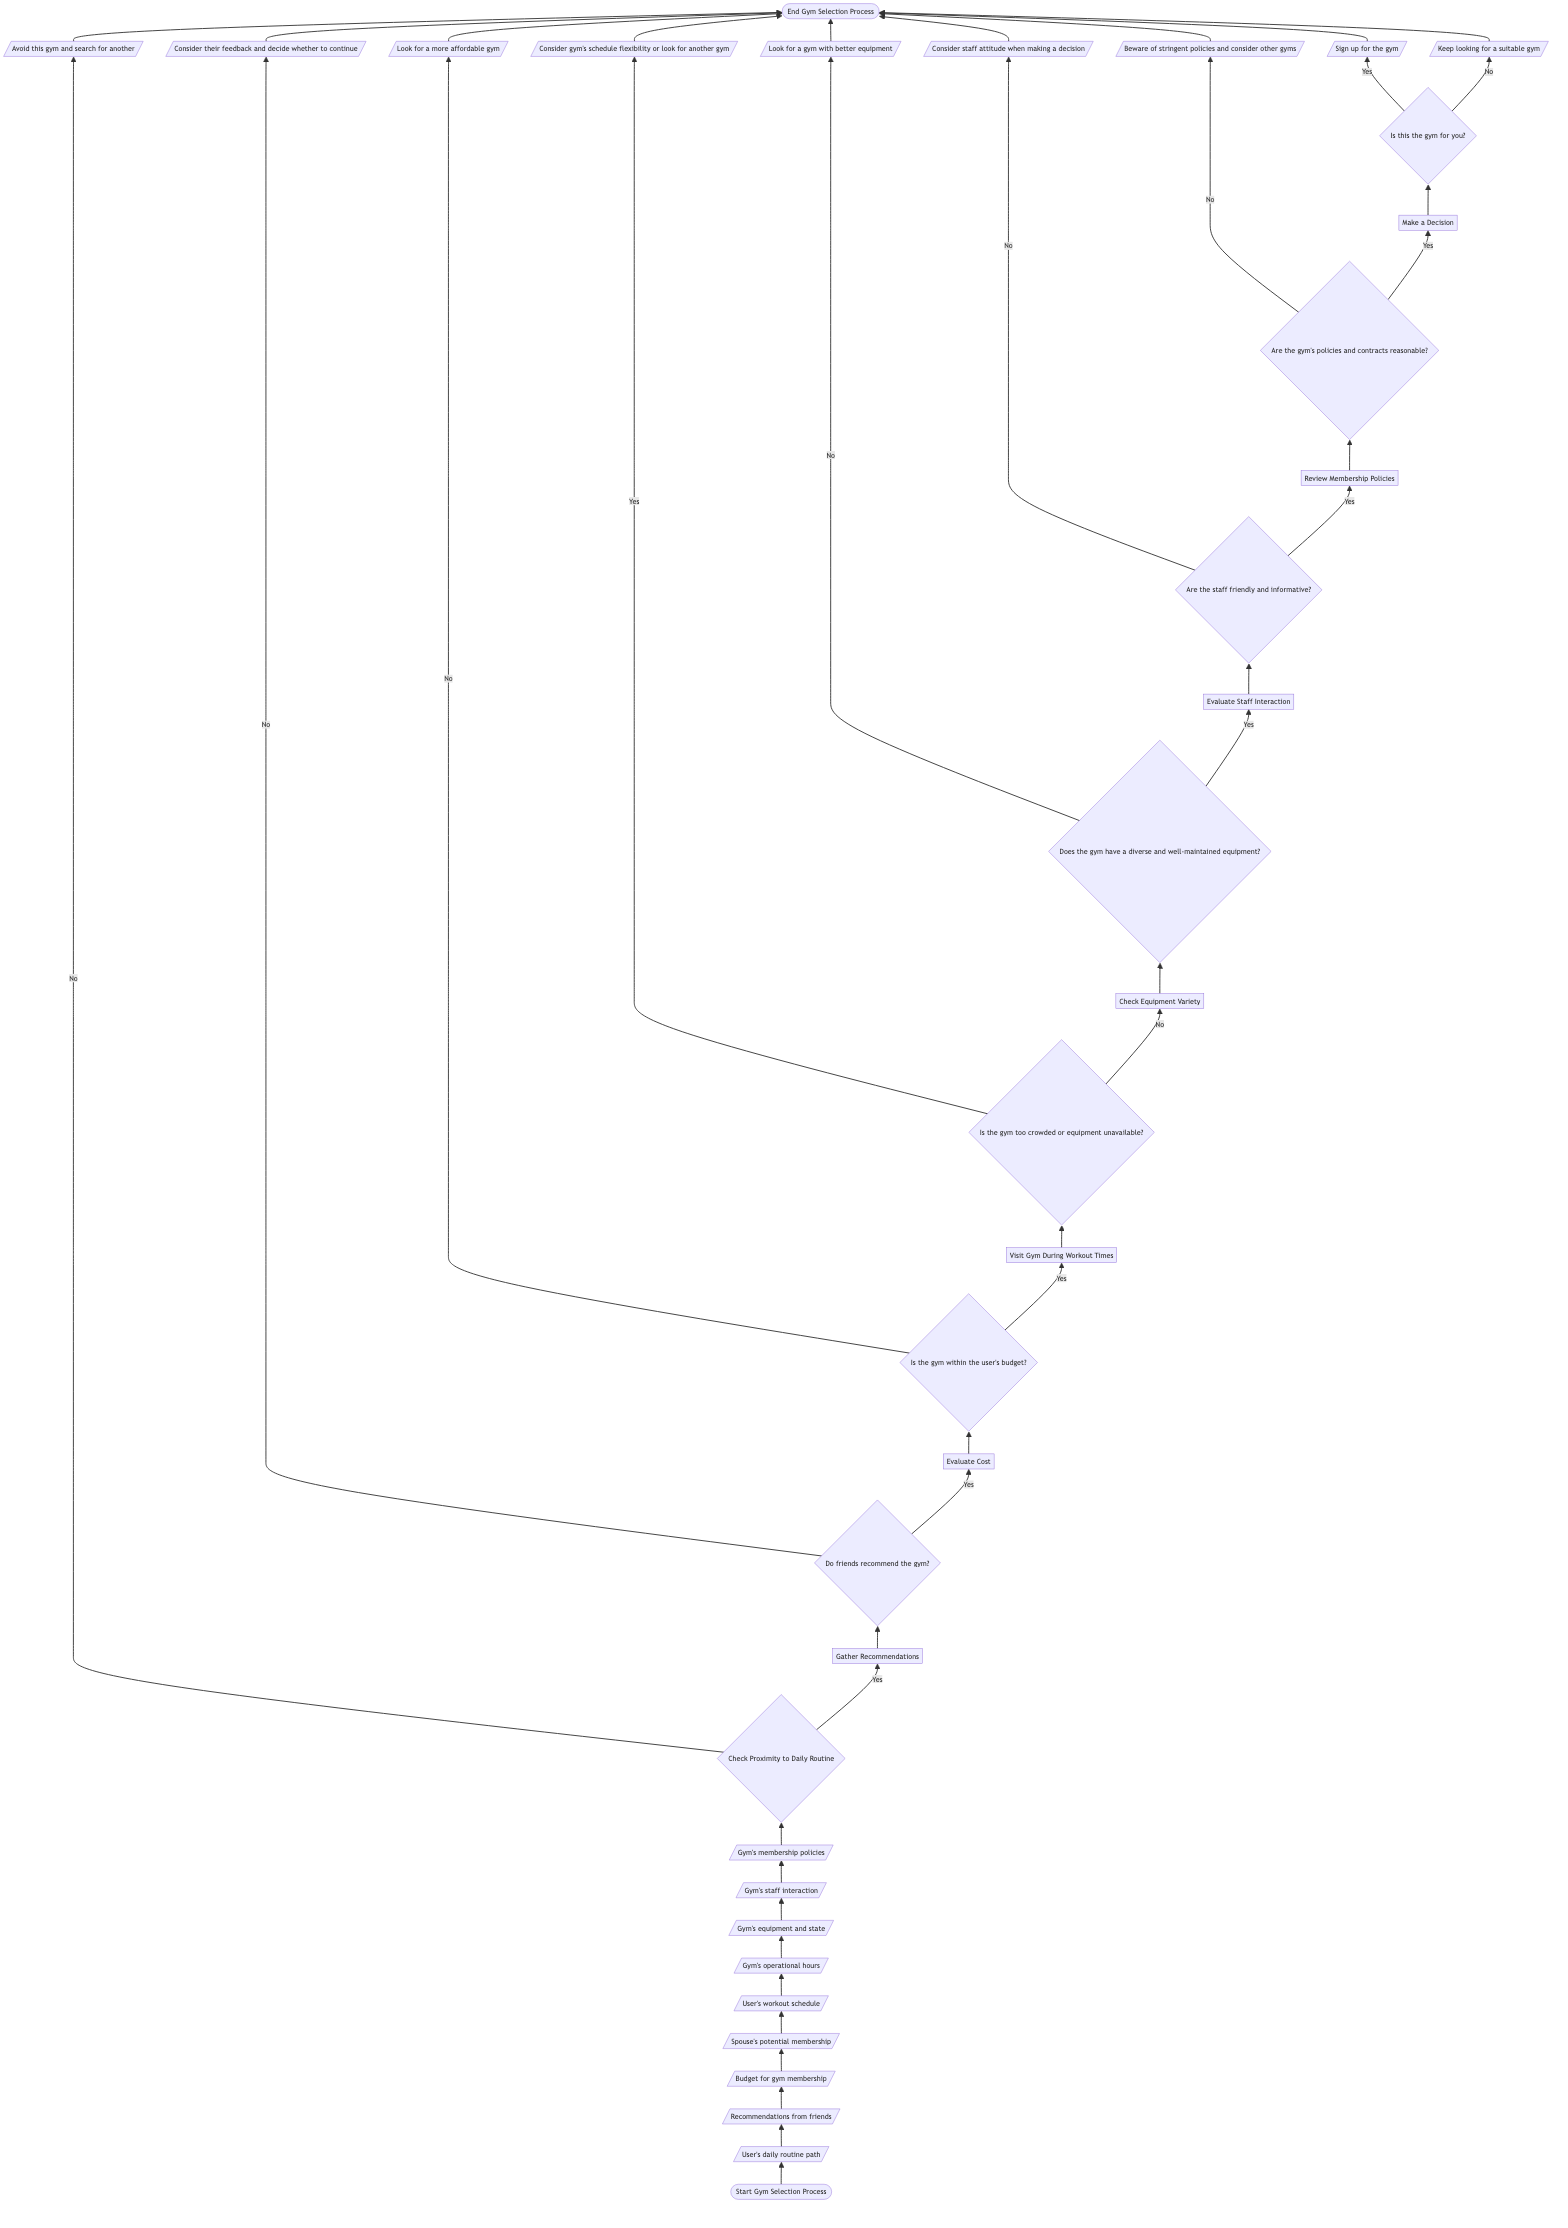 End Gym Selection Process
Avoid this gym and search for another
Consider their feedback and decide whether to continue
Look for a more affordable gym
Consider gym's schedule flexibility or look for another gym
Look for a gym with better equipment
Consider staff attitude when making a decision
Beware of stringent policies and consider other gyms
Sign up for the gym
Keep looking for a suitable gym
Yes
No
Is this the gym for you?
No
Make a Decision
Yes
No
Are the gym's policies and contracts reasonable?
No
Review Membership Policies
Yes
Yes
Are the staff friendly and informative?
No
Evaluate Staff Interaction
No
Yes
Does the gym have a diverse and well-maintained equipment?
No
Check Equipment Variety
No
Is the gym too crowded or equipment unavailable?
Visit Gym During Workout Times
Yes
Is the gym within the user's budget?
Evaluate Cost
Yes
Do friends recommend the gym?
Gather Recommendations
Yes
Check Proximity to Daily Routine
Gym's membership policies
Gym's staff interaction
Gym's equipment and state
Gym's operational hours
User's workout schedule
Spouse's potential membership
Budget for gym membership
Recommendations from friends
User's daily routine path
Start Gym Selection Process